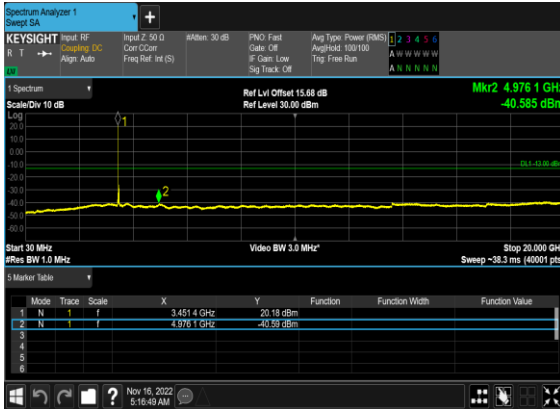 Spectrum Analyzer 1
Swept SA
+
KEYSIGHT
R T
Input: RF
Coupling: DC
Align: Auto
Input Z: 50 Ω
Corr CCorr
Freq Ref: Int (S)
#Atten: 30 dB
PNO: Fast
Gate: Off
IF Gain: Low
Sig Track: Off
Avg Type: Power (RMS)
Avg|Hold: 100/100
Trig: Free Run
1 2 3 4 5 6
A W W W W W
A N N N N N
1 Spectrum
Scale/Div 10 dB
Ref Lvl Offset 15.68 dB
Ref Level 30.00 dBm
Mkr2 4.976 1 GHz
-40.585 dBm
Log
20.0
10.0
0.00
-10.0
-20.0
-30.0
-40.0
-50.0
-60.0
1
2
DL1 -13.00 dBm
Start 30 MHz
#Res BW 1.0 MHz
Video BW 3.0 MHz*
Stop 20.000 GH
Sweep ~38.3 ms (40001 pts
5 Marker Table
Mode Trace Scale X Y Function Function Width Function Value
1 N 1 f 3.451 4 GHz 20.18 dBm
2 N 1 f 4.976 1 GHz -40.59 dBm
3
4
5
6
?
Nov 16, 2022
5:16:49 AM